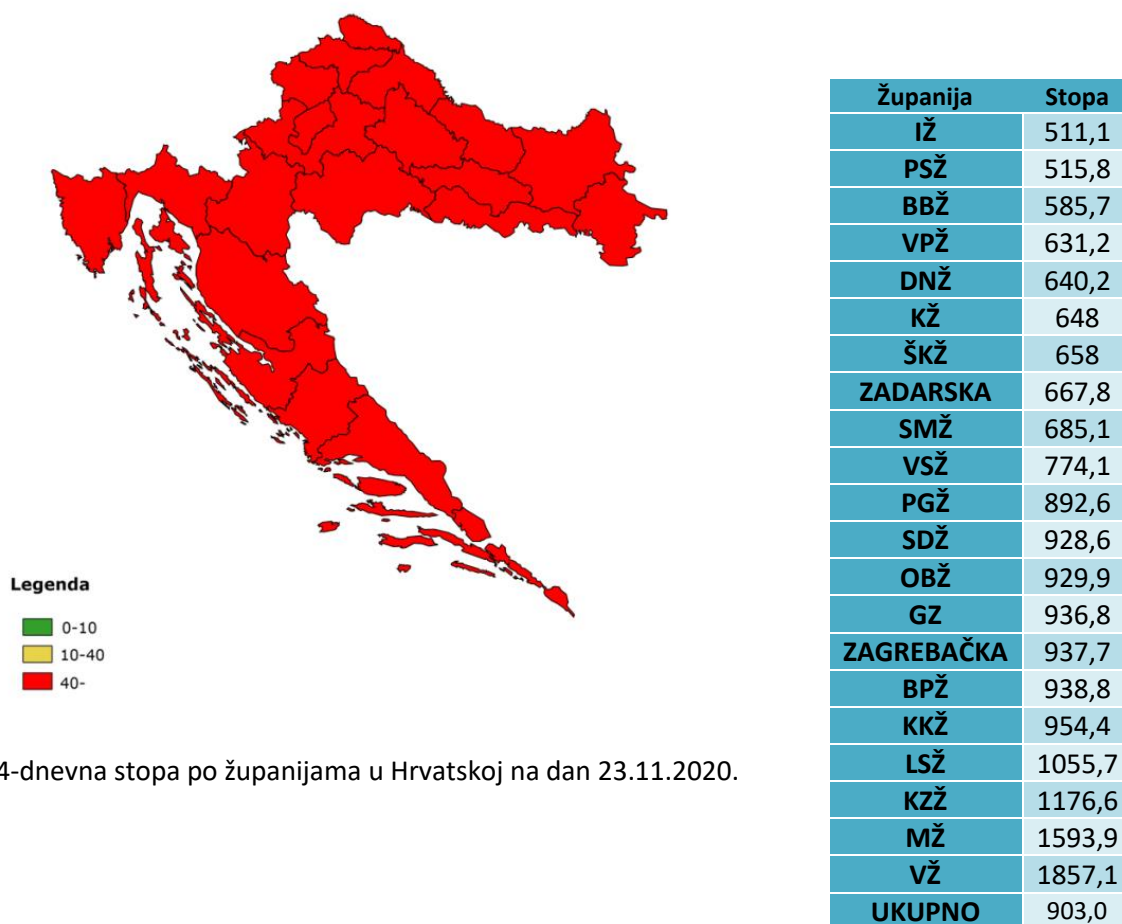 Legenda
0-10
10-40
40-
4-dnevna stopa po županijama u Hrvatskoj na dan 23.11.2020.
Županija Stopa
IŽ 511,1
PSŽ 515,8
BBŽ 585,7
VPŽ 631,2
DNŽ 640,2
KŽ 648
ŠKŽ 658
ZADARSKA 667,8
SMŽ 685,1
VSŽ 774,1
PGŽ 892,6
SDŽ 928,6
OBŽ 929,9
GZ 936,8
ZAGREBAČKA 937,7
BPŽ 938,8
KKŽ 954,4
LSŽ 1055,7
KZŽ 1176,6
MŽ 1593,9
VŽ 1857,1
UKUPNO 903,0